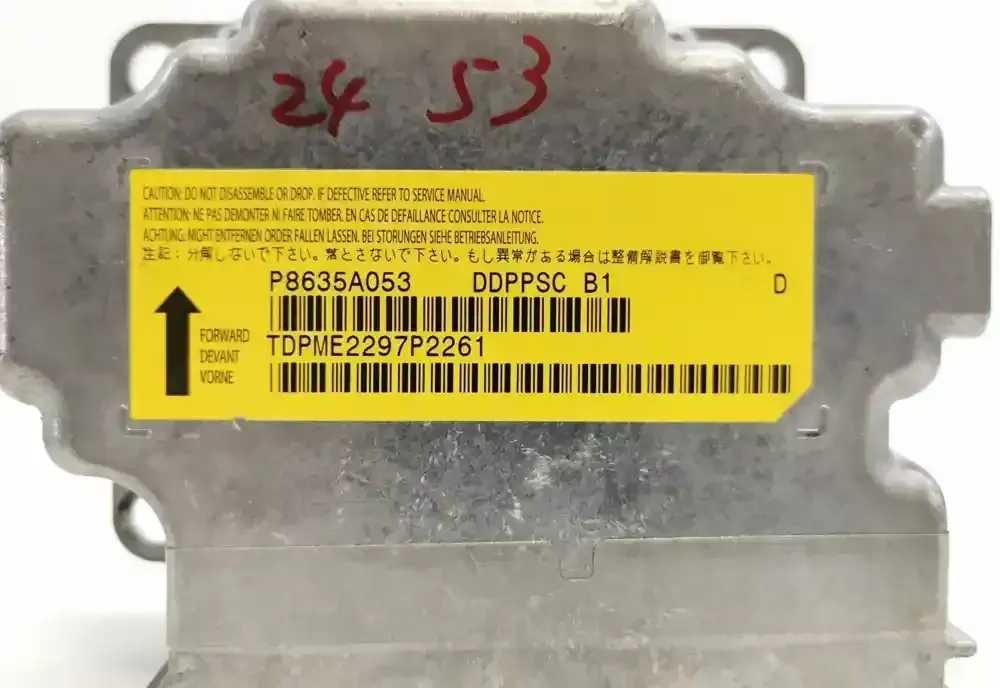 24 53
CAUTION: DO NOT DISASSEMBLE OR DROP. IF DEFECTIVE REFER TO SERVICE MANUAL.
ATTENTION: NE PAS DEMONTER NI FAIRE TOMBER. EN CAS DE DEFAILLANCE CONSULTER LA NOTICE.
ACHTUNG: NIGHT ENTFERNEN ORDER FALLEN LASSEN. BEI STORUNGEN SIEHE BETRIEBSANLEITUNG.
注記：分解しないで下さい。落とさないで下さい。もし異常がある場合は整備解説書を御覧下さい。
P8635A053 DDPPSC B1 D
FORWARD
TDPME2297P2261
DEVANT
VORNE